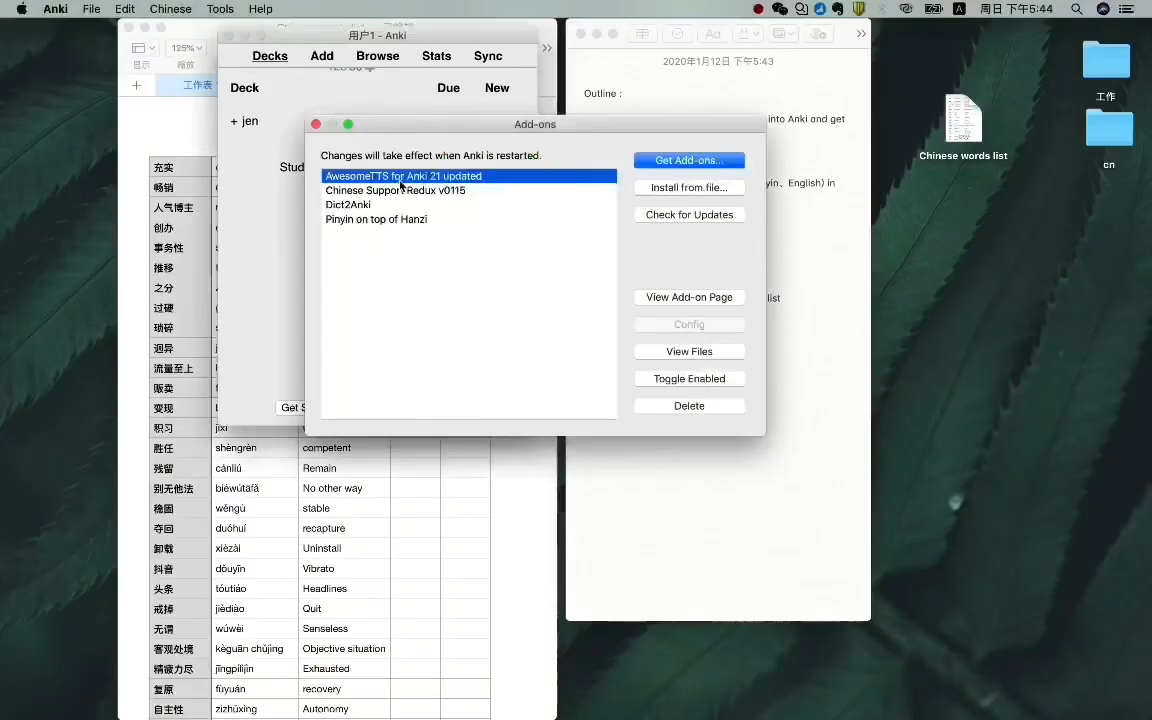 Anki File Edit Chinese Tools Help
周日 下午5:44
125%
显示
缩放
工作表
用户1 - Anki
Decks Add Browse Stats Sync
Deck Due New
+ jen
Stud
Get S
2020年1月12日 下午5:43
Outline :
into Anki and get
yin、English) in
list
Add-ons
Changes will take effect when Anki is restarted.
AwesomeTTS for Anki 21 updated
Chinese Support Redux v0115
Dict2Anki
Pinyin on top of Hanzi
Get Add-ons...
Install from file...
Check for Updates
View Add-on Page
Config
View Files
Toggle Enabled
Delete
Chinese words list
工作
cn
充实
畅销
人气博主
创办
事务性
推移
之分
过硬
琐碎
迥异
流量至上
贩卖
变现
积习 jīxí
胜任 shèngrèn competent
残留 cánliú Remain
别无他法 biéwútāfǎ No other way
稳固 wěngù stable
夺回 duóhuí recapture
卸载 xièzài Uninstall
抖音 dǒuyīn Vibrato
头条 tóutiáo Headlines
戒掉 jièdiào Quit
无谓 wúwèi Senseless
客观处境 kèguān chǔjìng Objective situation
精疲力尽 jīngpílìjìn Exhausted
复原 fùyuán recovery
自主性 zìzhǔxìng Autonomy